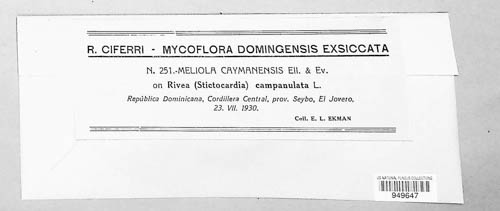 R. CIFERRI - MYCOFLORA DOMINGENSIS EXSICCATA
N. 251.-MELIOLA CAYMANENSIS Ell. & Ev.
on Rivea (Stictocardia) campanulata L.
República Dominicana, Cordillera Central, prov. Seybo, El Jovero,
23. VII. 1930.
Coll. E. L. EKMAN
US NATIONAL FUNGUS COLLECTIONS
949647